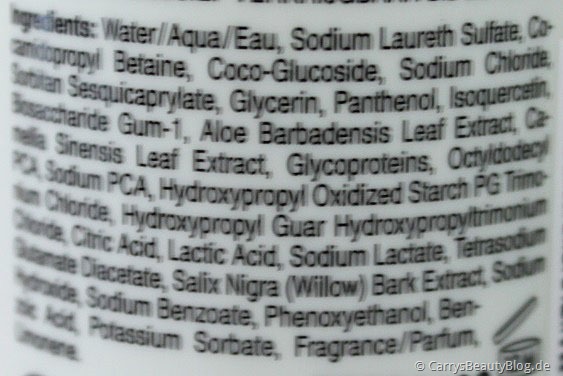 Ingredients: Water//Aqua//Eau, Sodium Laureth Sulfate, Co-
camidopropyl Betaine, Coco-Glucoside, Sodium Chloride,
Sorbitan Sesquicaprylate, Glycerin, Panthenol, Isoquercetin,
Biosaccharide Gum-1, Aloe Barbadensis Leaf Extract, Ca-
mellia Sinensis Leaf Extract, Glycoproteins, Octyldodecyl
PCA, Sodium PCA, Hydroxypropyl Oxidized Starch PG Trimo-
nium Chloride, Hydroxypropyl Guar Hydroxypropyltrimonium
Chloride, Citric Acid, Lactic Acid, Sodium Lactate, Tetrasodium
Glutamate Diacetate, Salix Nigra (Willow) Bark Extract, Sodium
Hydroxide, Sodium Benzoate, Phenoxyethanol, Ben-
zoic Acid, Potassium Sorbate, Fragrance//Parfum,
Limonene.
© CarrysBeautyBlog.de